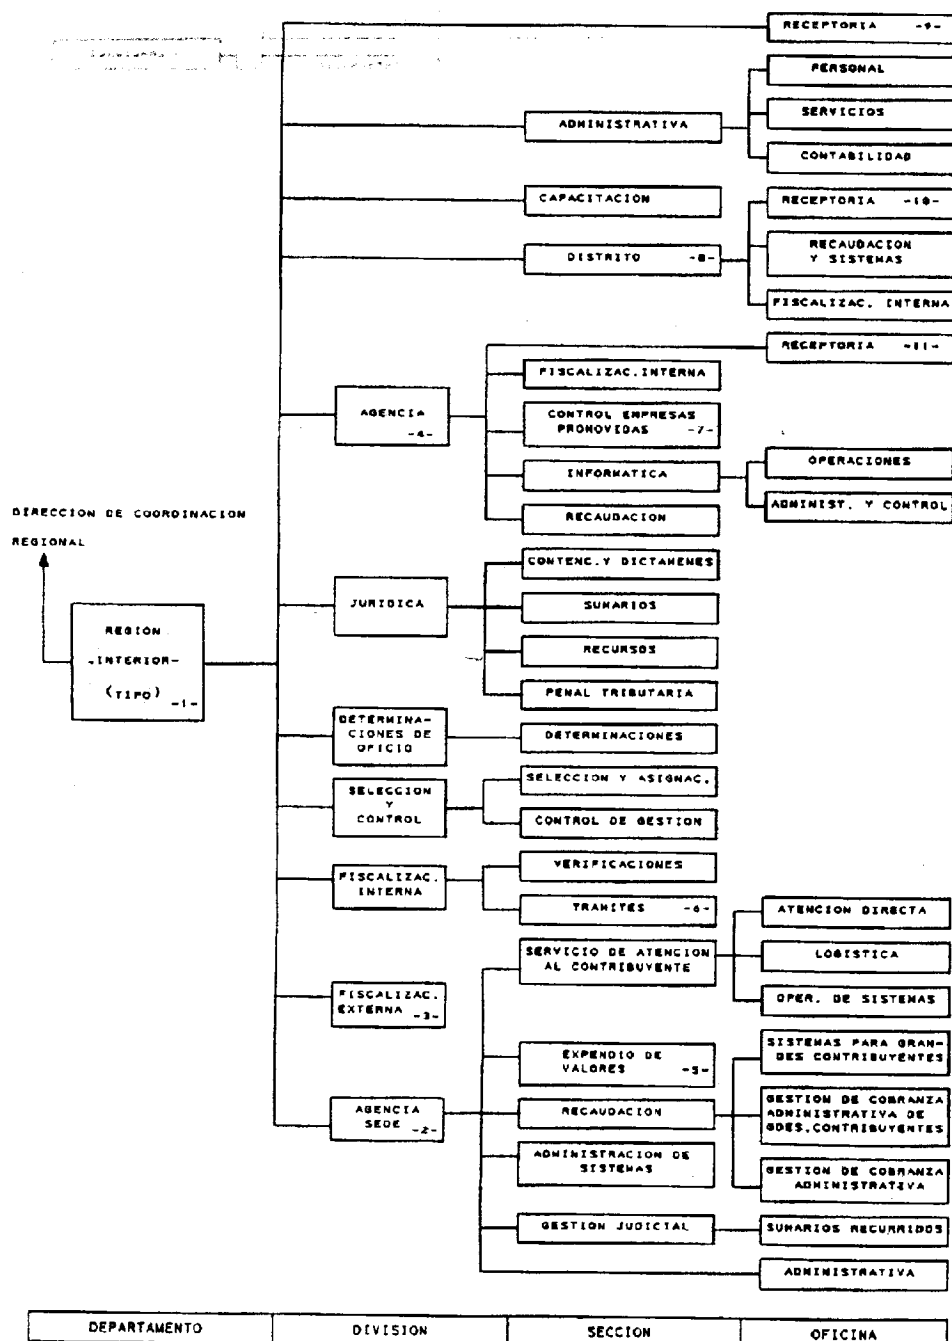 RECEPTORIA -9-
PERSONAL
ADMINISTRATIVA
SERVICIOS
CONTABILIDAD
CAPACITACION
RECEPTORIA -10-
DISTRITO -8-
RECAUDACION
Y SISTEMAS
FISCALIZAC. INTERNA
RECEPTORIA -11-
FISCALIZAC.INTERNA
AGENCIA
-4-
CONTROL EMPRESAS
PROMOVIDAS -7-
INFORMATICA
OPERACIONES
ADMINIST. Y CONTROL
RECAUDACION
DIRECCION DE COORDINACION
REGIONAL
REGION
INTERIOR-
(TIPO) -1-
JURIDICA
CONTENC.Y DICTAMENES
SUMARIOS
RECURSOS
PENAL TRIBUTARIA
DETERMINA-
CIONES DE
OFICIO
DETERMINACIONES
SELECCION
Y
CONTROL
SELECCION Y ASIGNAC.
CONTROL DE GESTION
FISCALIZAC.
INTERNA
VERIFICACIONES
TRAMITES -6-
FISCALIZAC.
EXTERNA
-3-
AGENCIA
SEDE
-2-
SERVICIO DE ATENCION
AL CONTRIBUYENTE
ATENCION DIRECTA
LOGISTICA
OPER. DE SISTEMAS
EXPENDIO DE
VALORES -5-
RECAUDACION
SISTEMAS PARA GRAN-
DES CONTRIBUYENTES
GESTION DE COBRANZA
ADMINISTRATIVA DE
GDES.CONTRIBUYENTES
GESTION DE COBRANZA
ADMINISTRATIVA
ADMINISTRACION DE
SISTEMAS
GESTION JUDICIAL
SUMARIOS RECURRIDOS
ADMINISTRATIVA
DEPARTAMENTO DIVISION SECCION OFICINA